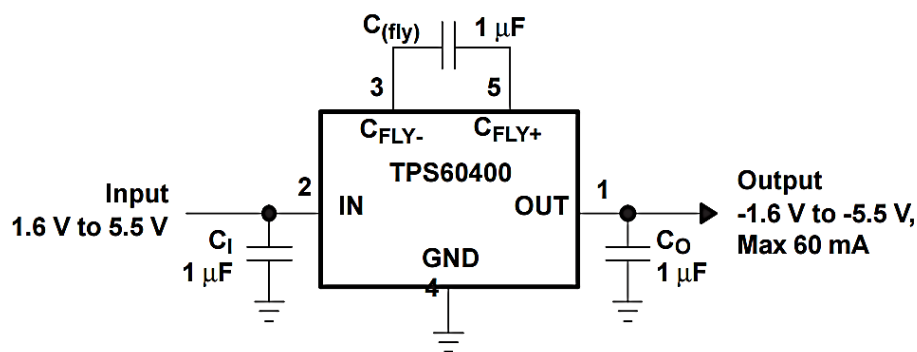 C(fly) 1 μF
3 5
CFLY- CFLY+
TPS60400
Input
1.6 V to 5.5 V
2
IN
OUT
1
Output
-1.6 V to -5.5 V,
Max 60 mA
CI
1 μF
GND
4
CO
1 μF